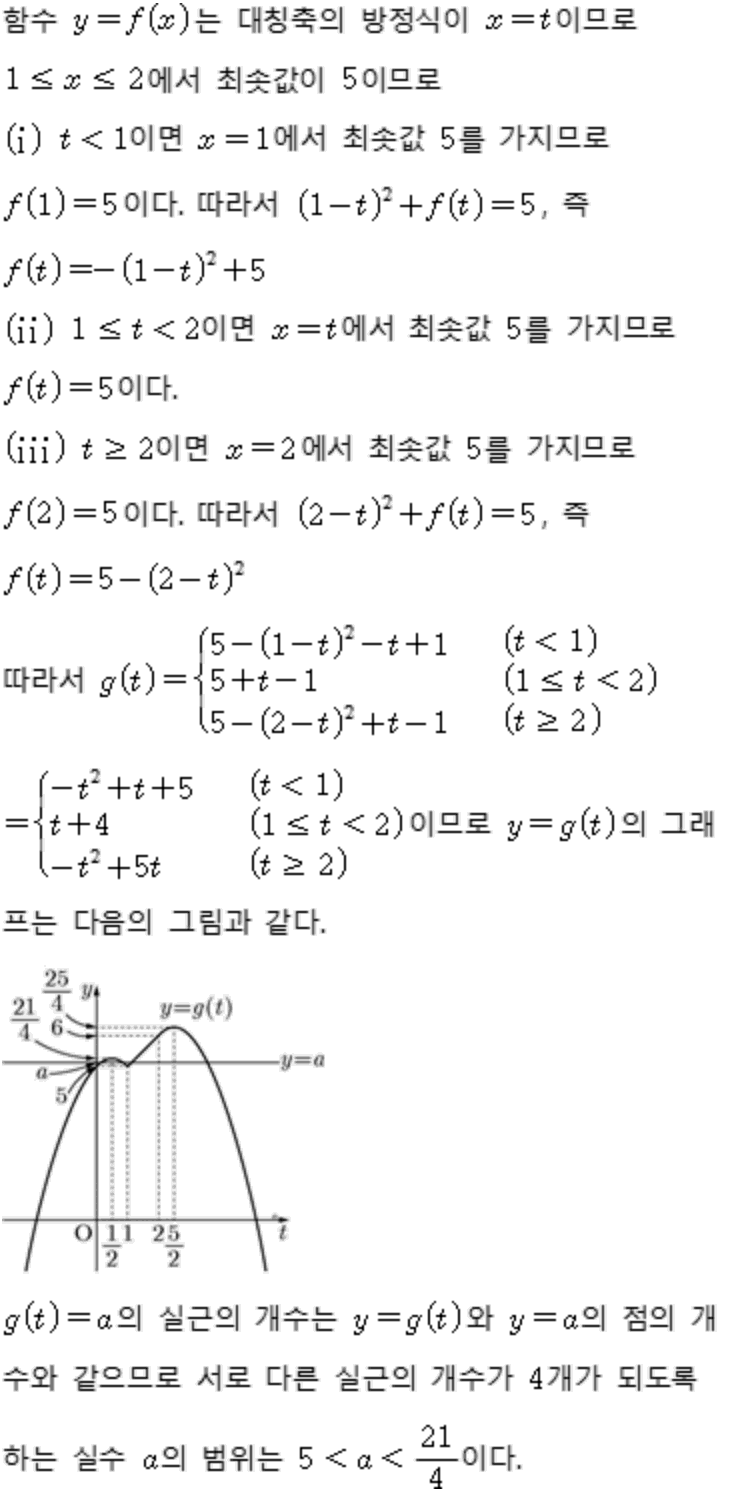 함수 y=f(x)는 대칭축의 방정식이 x=t이므로
1≤x≤2에서 최솟값이 5이므로
(i) t<1이면 x=1에서 최솟값 5를 가지므로
f(1)=5이다. 따라서 (1-t)²+f(t)=5, 즉
f(t)=-(1-t)²+5
(ii) 1≤t<2이면 x=t에서 최솟값 5를 가지므로
f(t)=5이다.
(iii) t≥2이면 x=2에서 최솟값 5를 가지므로
f(2)=5이다. 따라서 (2-t)²+f(t)=5, 즉
f(t)=5-(2-t)²
따라서 g(t)={5-(1-t)²-t+1 (t<1)
5+t-1 (1≤t<2)
5-(2-t)²+t-1 (t≥2)
={-t²+t+5 (t<1)
t+4 (1≤t<2)이므로 y=g(t)의 그래
-t²+5t (t≥2)
프는 다음의 그림과 같다.
25/4 y
21/4 6 y=g(t)
a y=a
5
O 1/2 1 2 5/2 t
g(t)=a의 실근의 개수는 y=g(t)와 y=a의 점의 개
수와 같으므로 서로 다른 실근의 개수가 4개가 되도록
하는 실수 a의 범위는 5<a<21/4이다.